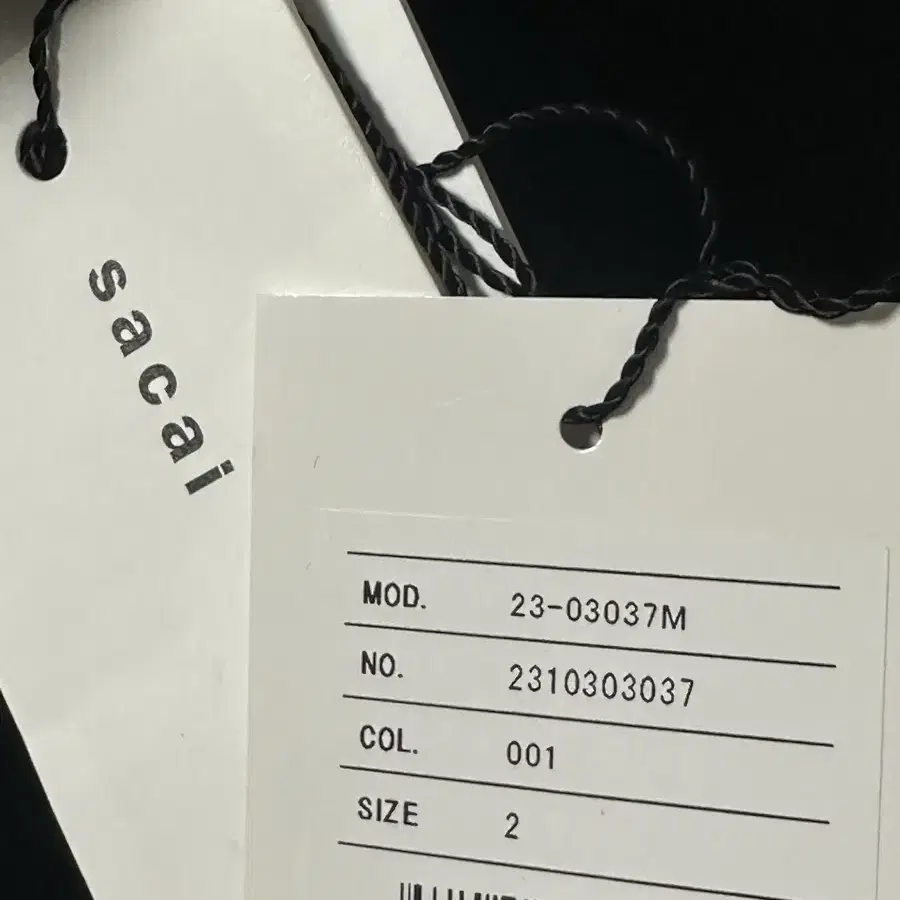 sacai
MOD. 23-03037M
NO. 2310303037
COL. 001
SIZE 2